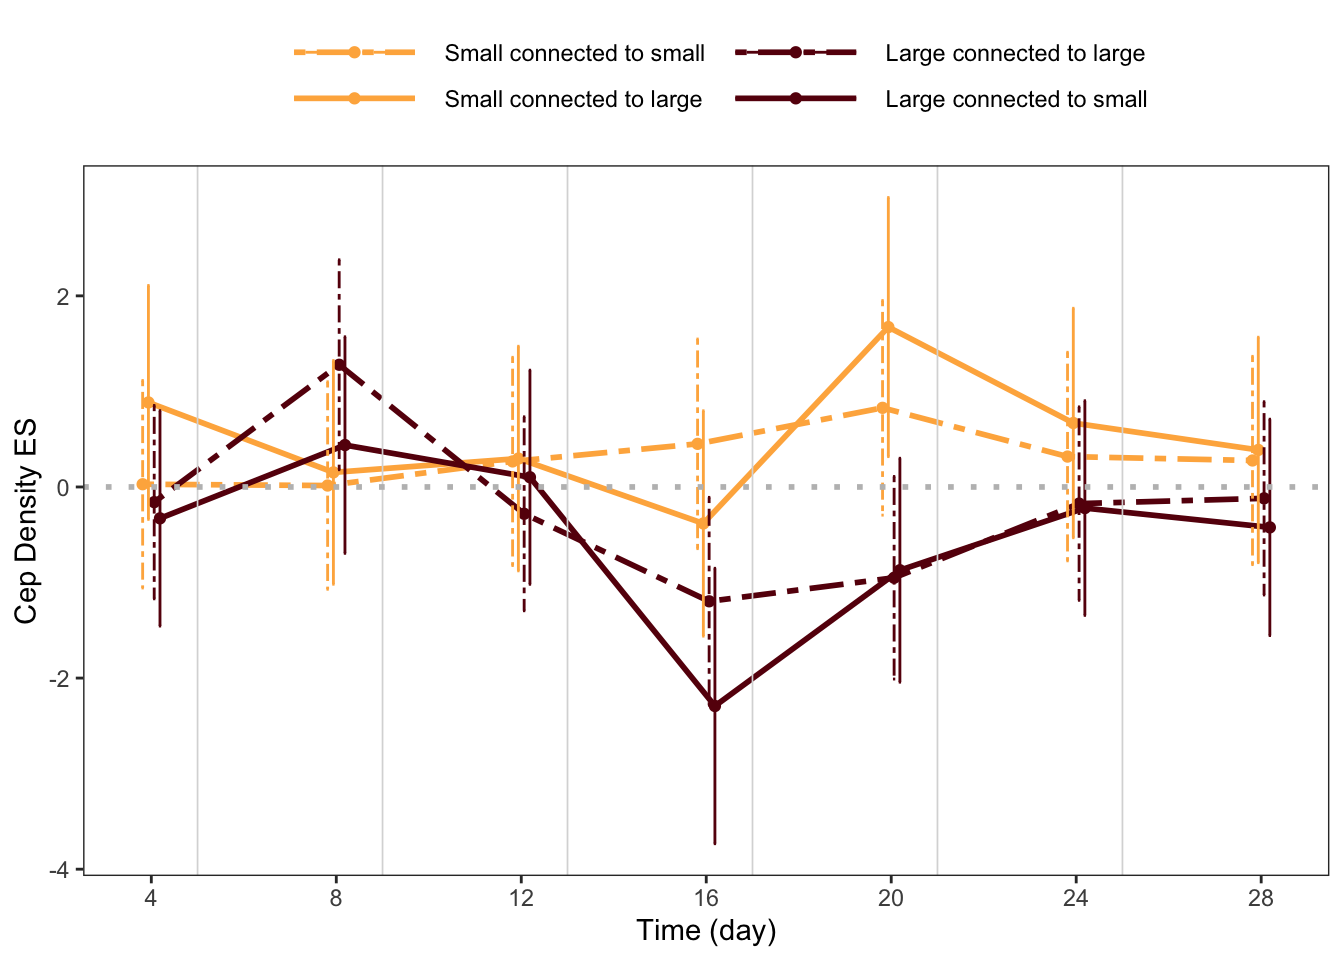 Small connected to small
Large connected to large
Small connected to large
Large connected to small
2
0
-2
-4
Cep Density ES
4
8
12
16
20
24
28
Time (day)